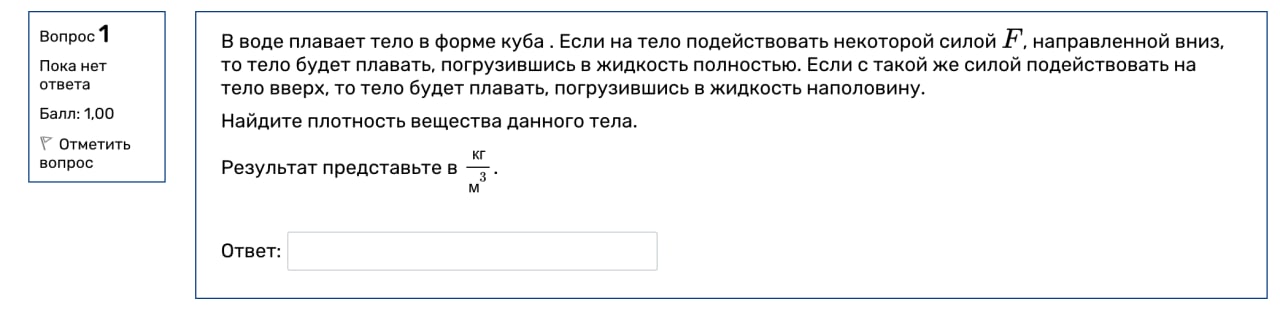 Вопрос 1
Пока нет
ответа
Балл: 1,00
Отметить
вопрос
В воде плавает тело в форме куба . Если на тело подействовать некоторой силой F, направленной вниз,
то тело будет плавать, погрузившись в жидкость полностью. Если с такой же силой подействовать на
тело вверх, то тело будет плавать, погрузившись в жидкость наполовину.
Найдите плотность вещества данного тела.
Результат представьте в кг/м³.
Ответ: